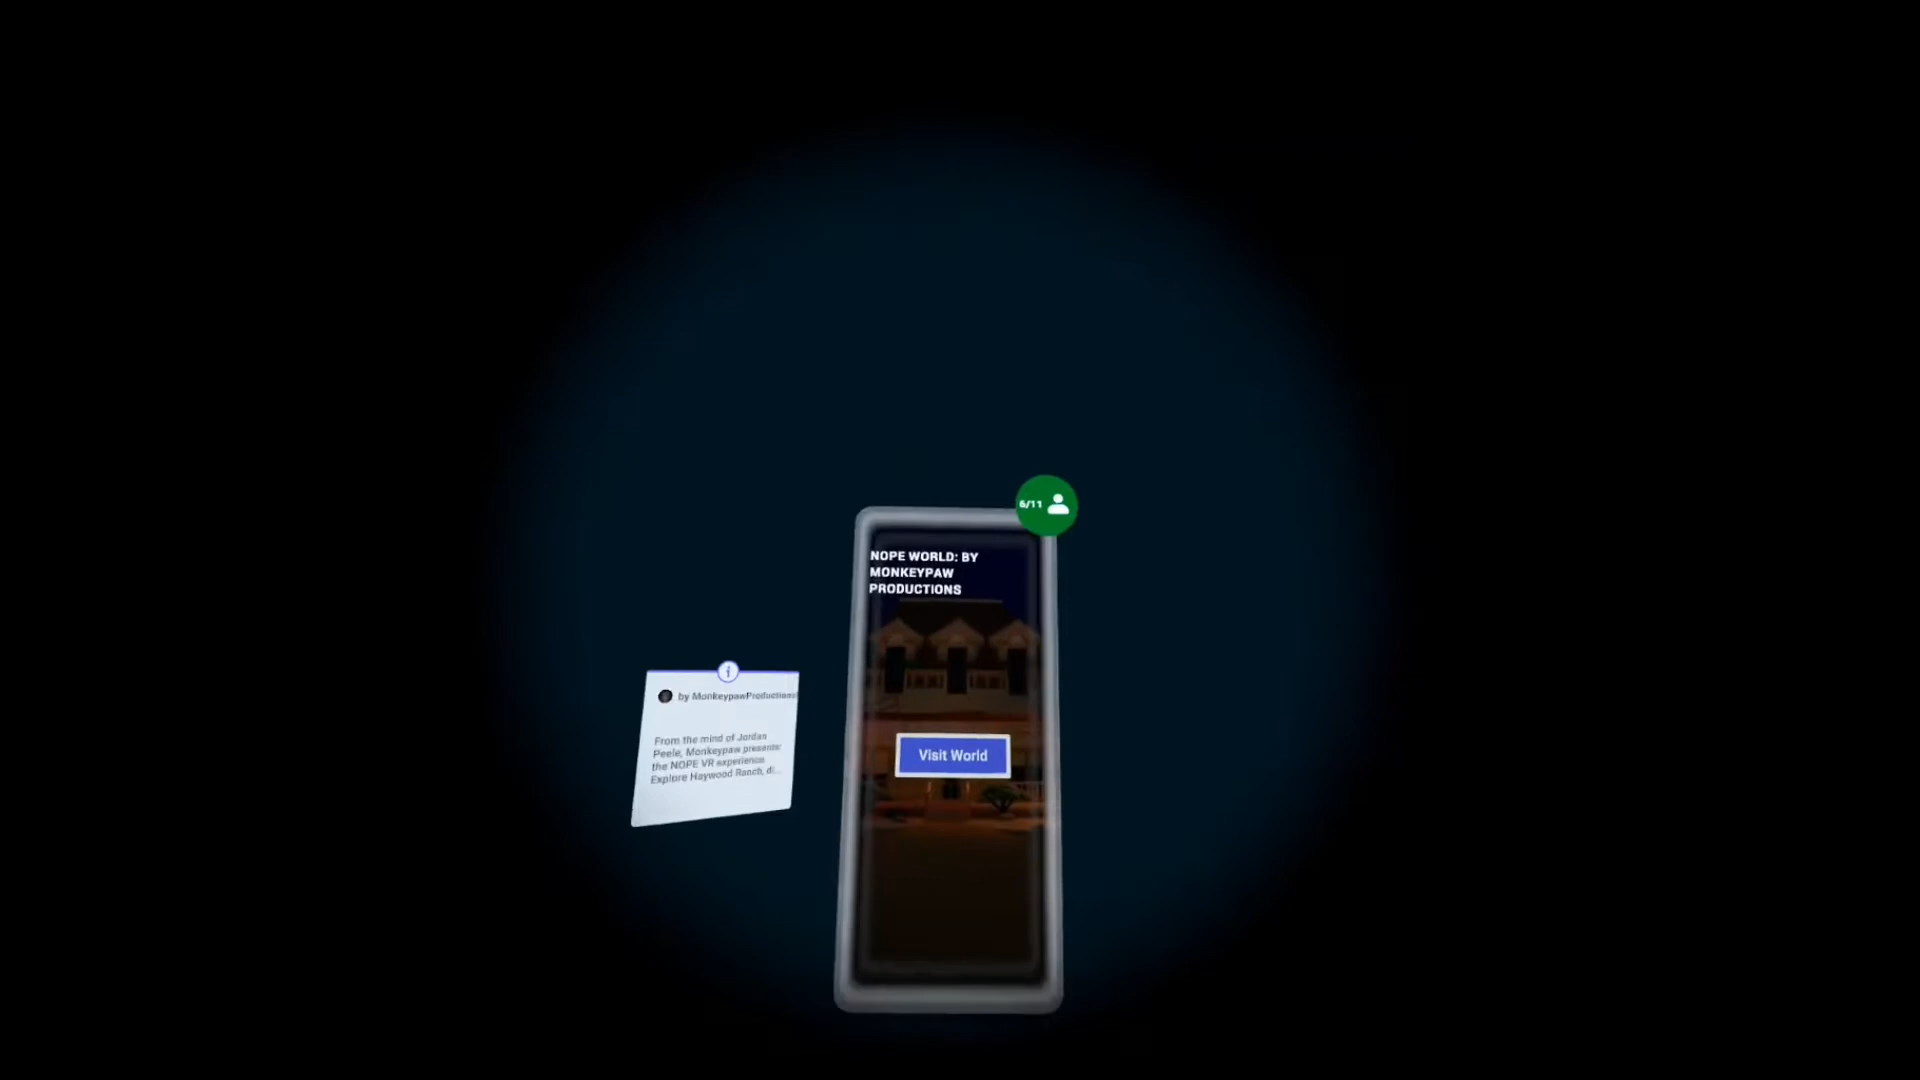 6/11
NOPE WORLD: BY
MONKEYPAW
PRODUCTIONS
Visit World
by MonkeypawProductions
From the mind of Jordan
Peele, Monkeypaw presents:
the NOPE VR experience.
Explore Haywood Ranch, di...